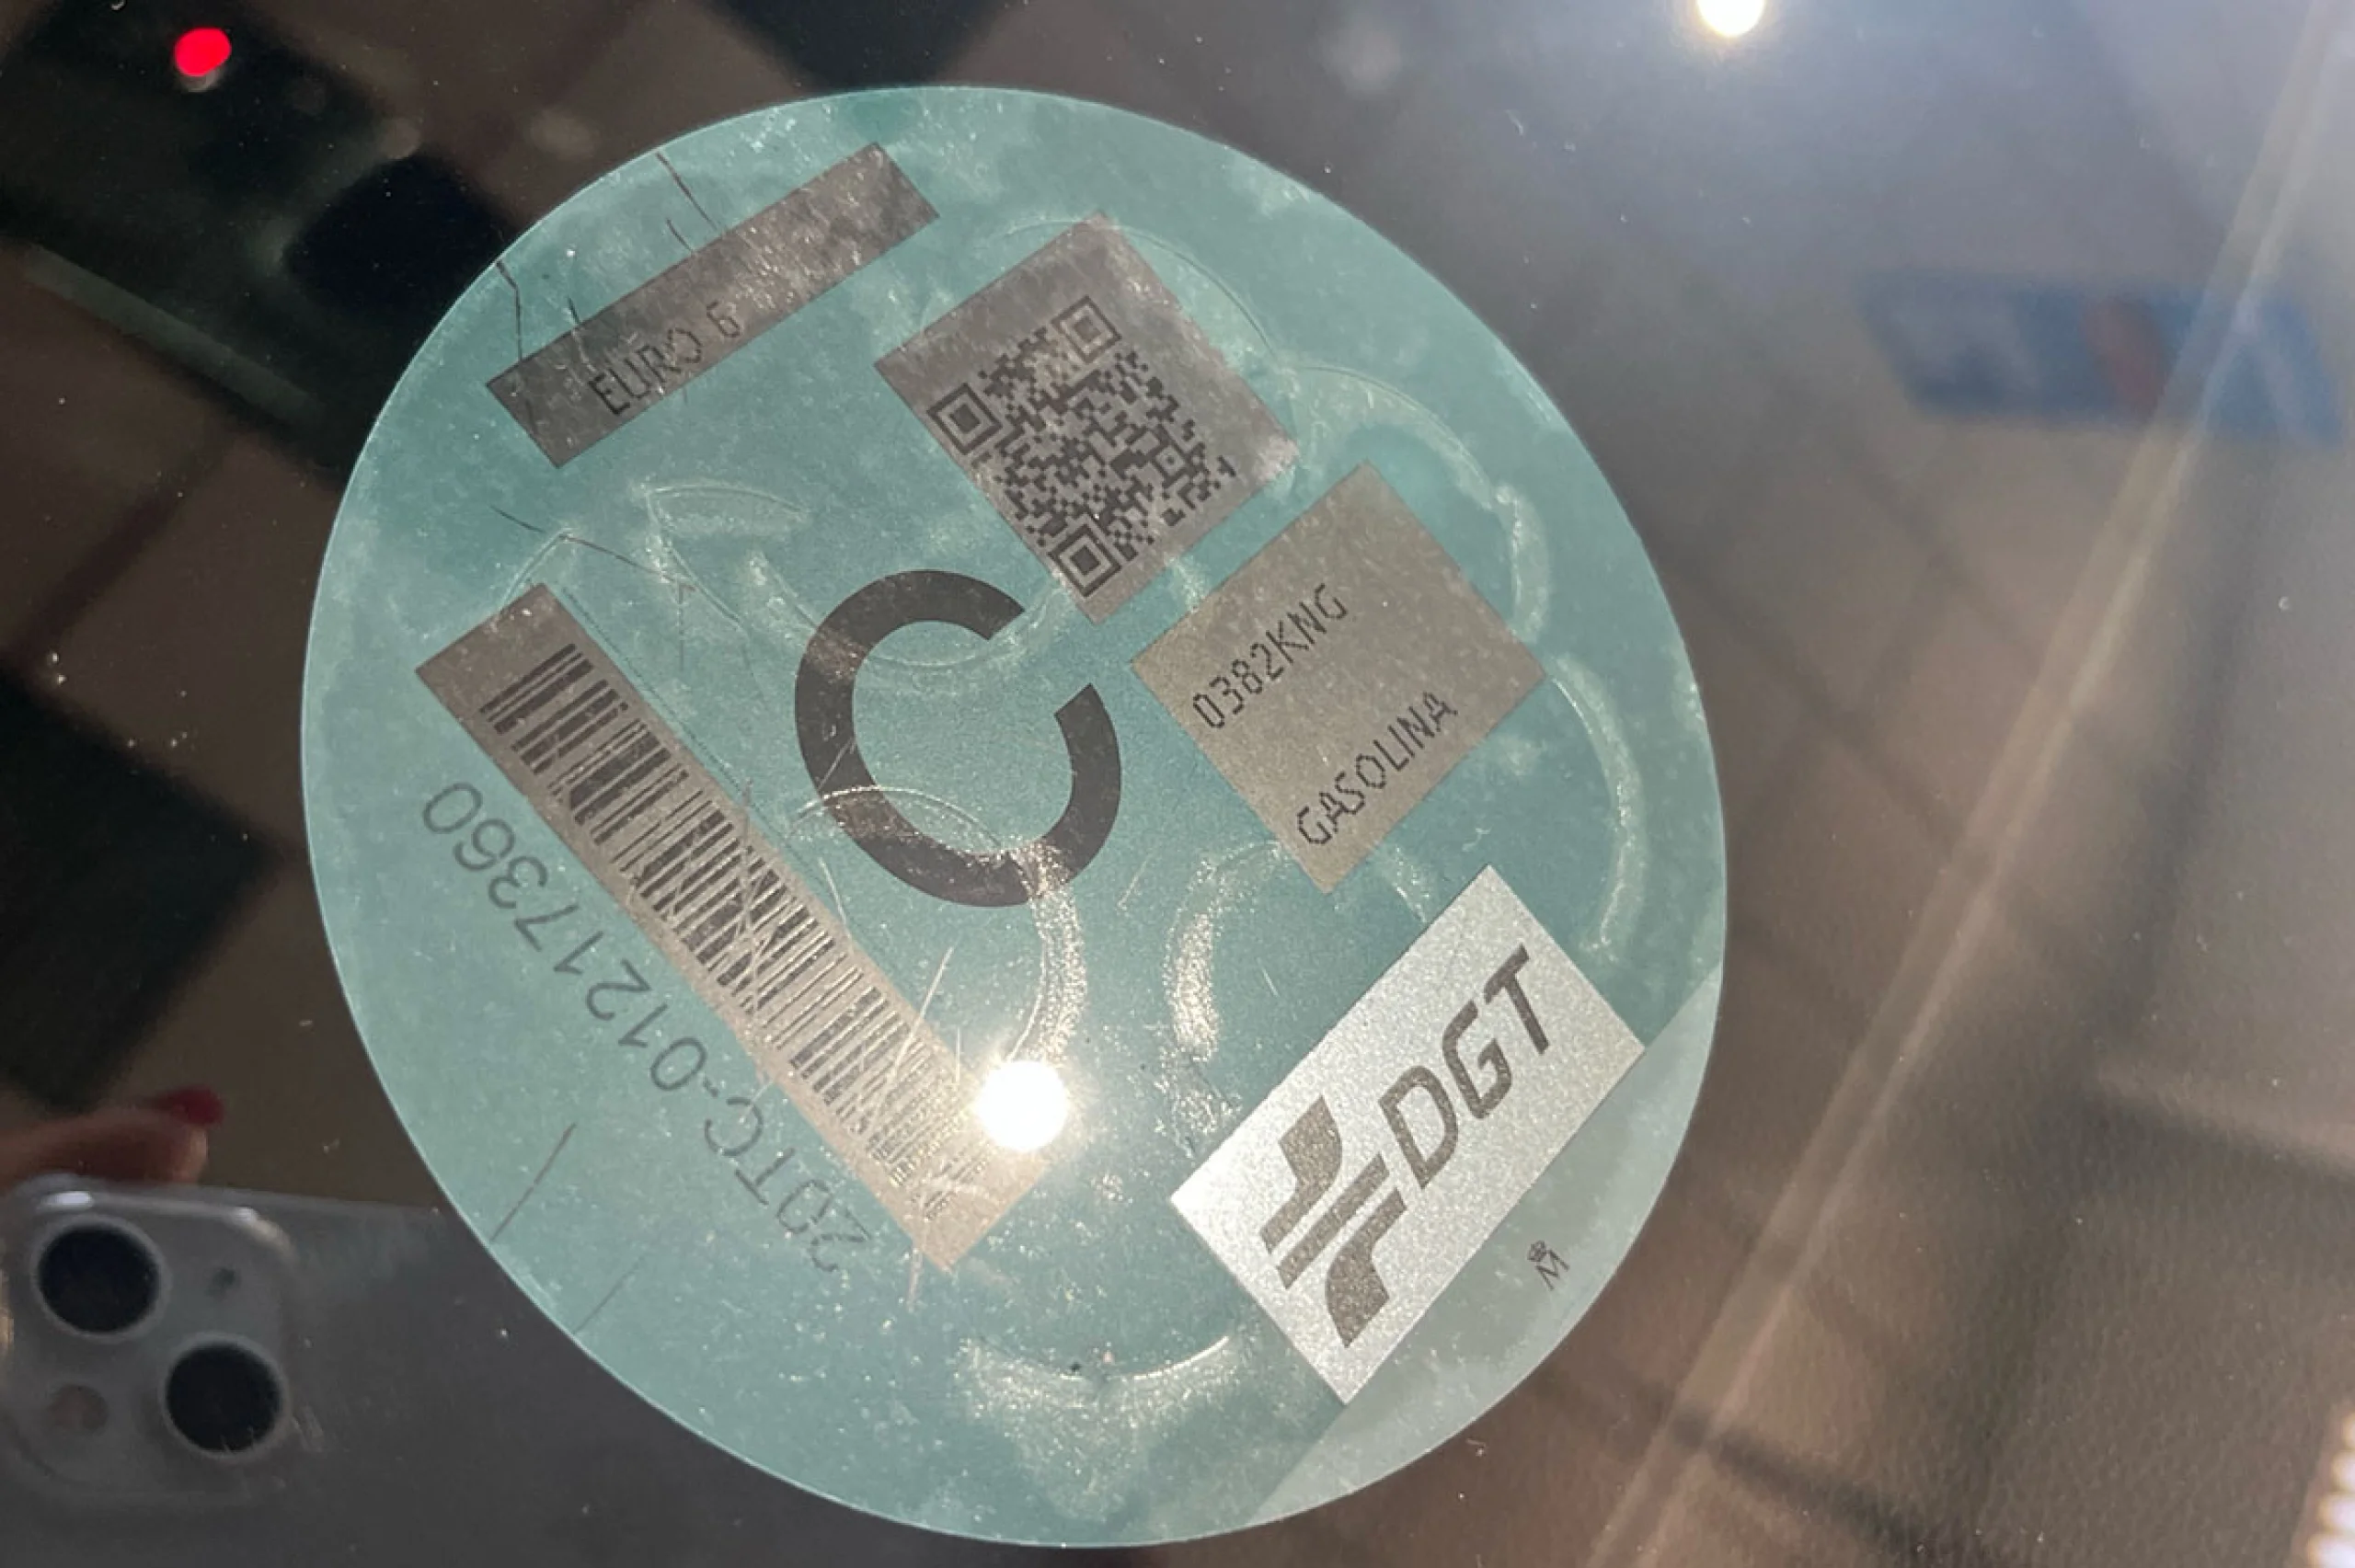 EURO 6
C
0382KNG
GASOLINA
DGT
M
20TC-01217360